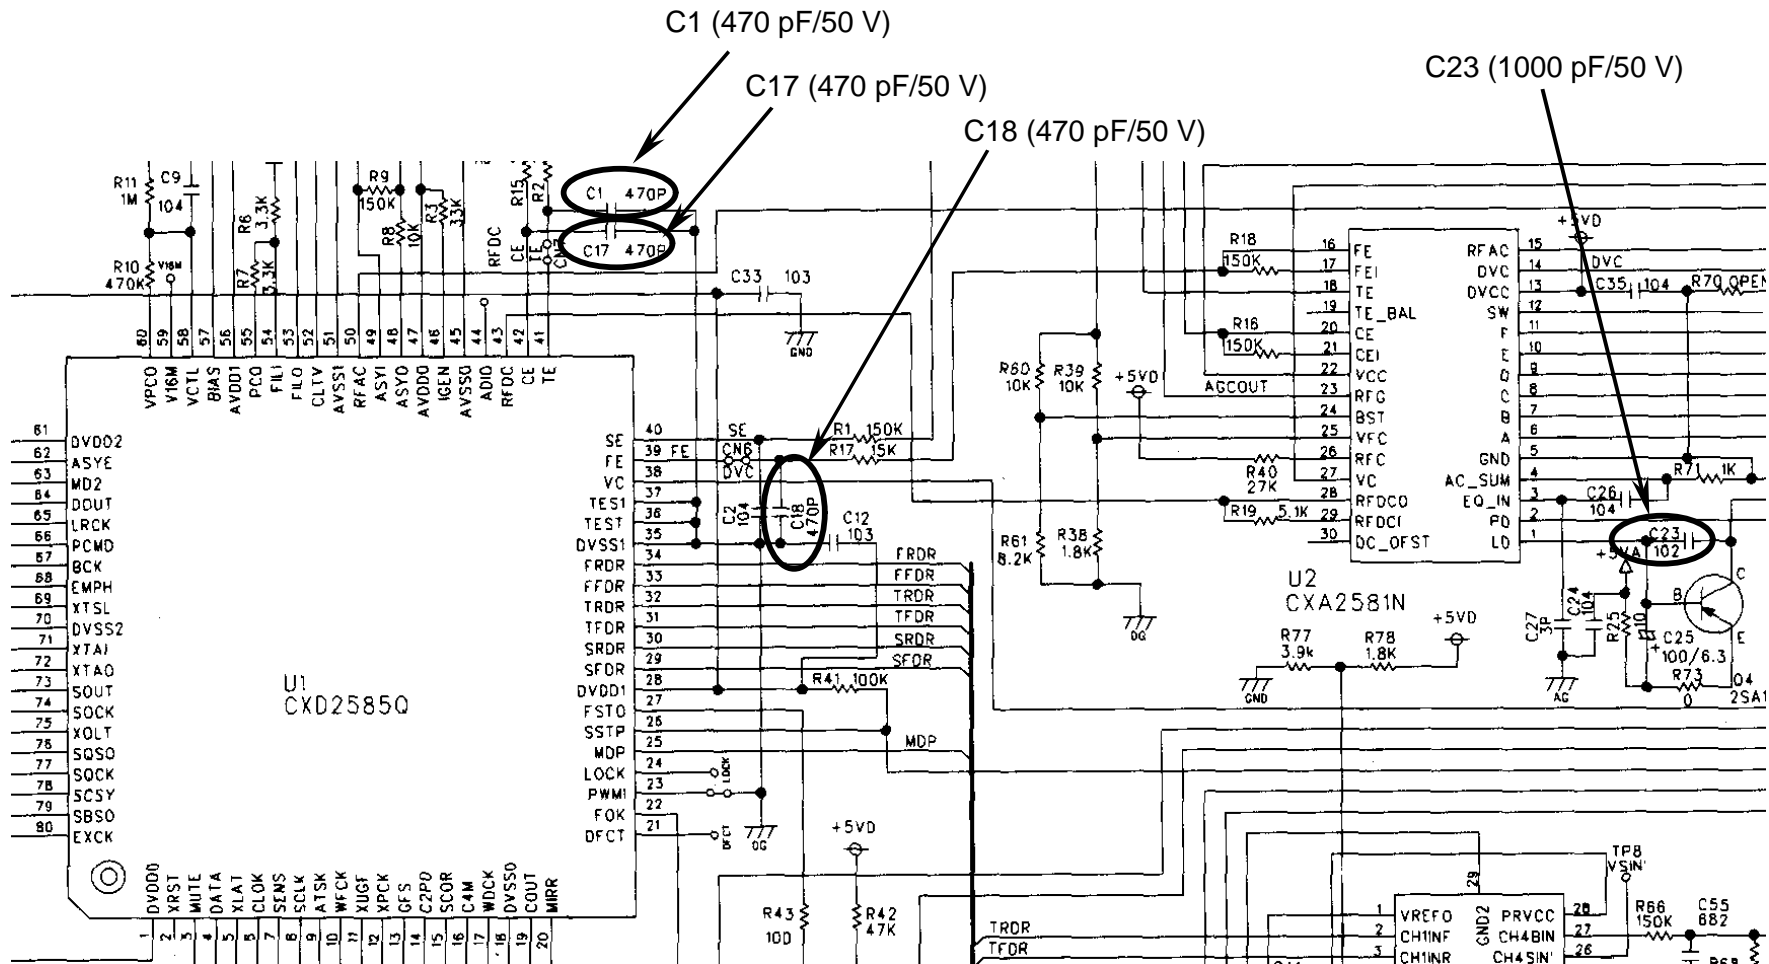 C1 (470 pF/50 V)
C17 (470 pF/50 V)
C23 (1000 pF/50 V)
C18 (470 pF/50 V)
R11
1M
C9
104
R10
470K
V16M
R6
3.3K
R7
3.3K
R9
150K
R8
10K
R3
33K
R15
R2
C1 470P
C17 470P
RFDC
CE
TE
C33 103
GND
60 59 58 57 56 55 54 53 52 51 50 49 48 47 46 45 44 43 42 41
VPCO V16M VCTL BIAS AVDD1 PCO FILI FILO CLTV AVSS1 RFAC ASYI ASYO AVDD0 IGEN AVSS0 ADIO RFDC CE TE
61 DVDD2
62 ASYE
63 MD2
64 DOUT
65 LRCK
66 PCMD
67 BCK
68 EMPH
69 XTSL
70 DVSS2
71 XTAI
72 XTAO
73 SOUT
74 SOCK
75 XOLT
76 SQSO
77 SQCK
78 SCSY
79 SBSO
80 EXCK
U1
CXD2585Q
SE 40
FE 39
VC 38
TES1 37
TEST 36
DVSS1 35
FRDR 34
FFDR 33
TRDR 32
TFDR 31
SRDR 30
SFDR 29
DVDD1 28
FSTO 27
SSTP 26
MDP 25
LOCK 24
PWMI 23
FOK 22
DFCT 21
DVDD0 XRST MUTE DATA XLAT CLOK SENS SCLK ATSK WFCK XUGF XPCK GFS C2PO SCOR C4M WDCK DVSS0 COUT MIRR
1 2 3 4 5 6 7 8 9 10 11 12 13 14 15 16 17 18 19 20
SE
FE
CN6
DVC
R1 150K
R17 15K
C2
104
C18
470P
C12
103
FRDR
FFDR
TRDR
TFDR
SRDR
SFDR
R41 100K
MDP
LOCK
DFCT
DG
+5VD
R43
100
R42
47K
TRDR
TFDR
R18
150K
R16
150K
R60
10K
R39
10K
+5VD
AGCOUT
R40
27K
R19 5.1K
R61
8.2K
R38
1.8K
DG
16 FE
17 FEI
18 TE
19 TE_BAL
20 CE
21 CEI
22 VCC
23 RFG
24 BST
25 VFC
26 RFC
27 VC
28 RFDCO
29 RFDCI
30 DC_OFST
RFAC 15
DVC 14
DVCC 13
SW 12
F 11
E 10
D 9
C 8
B 7
A 6
GND 5
AC_SUM 4
EQ_IN 3
PD 2
LD 1
U2
CXA2581N
+5VD
DVC
C35 104
R70 OPEN
R71 1K
C26
104
C23
102
+5VA
C27
3P
C24
104
R25
10
C25
100/6.3
B
C
E
R73
0
Q4
2SA1
AG
R77
3.9k
R78
1.8K
+5VD
GND
TP8
VSIN'
29
1 VREFO
2 CH1INF
3 CH1INR
GND2
PRVCC 28
CH4BIN 27
CH4SIN' 26
R66
150K
C55
682
R68